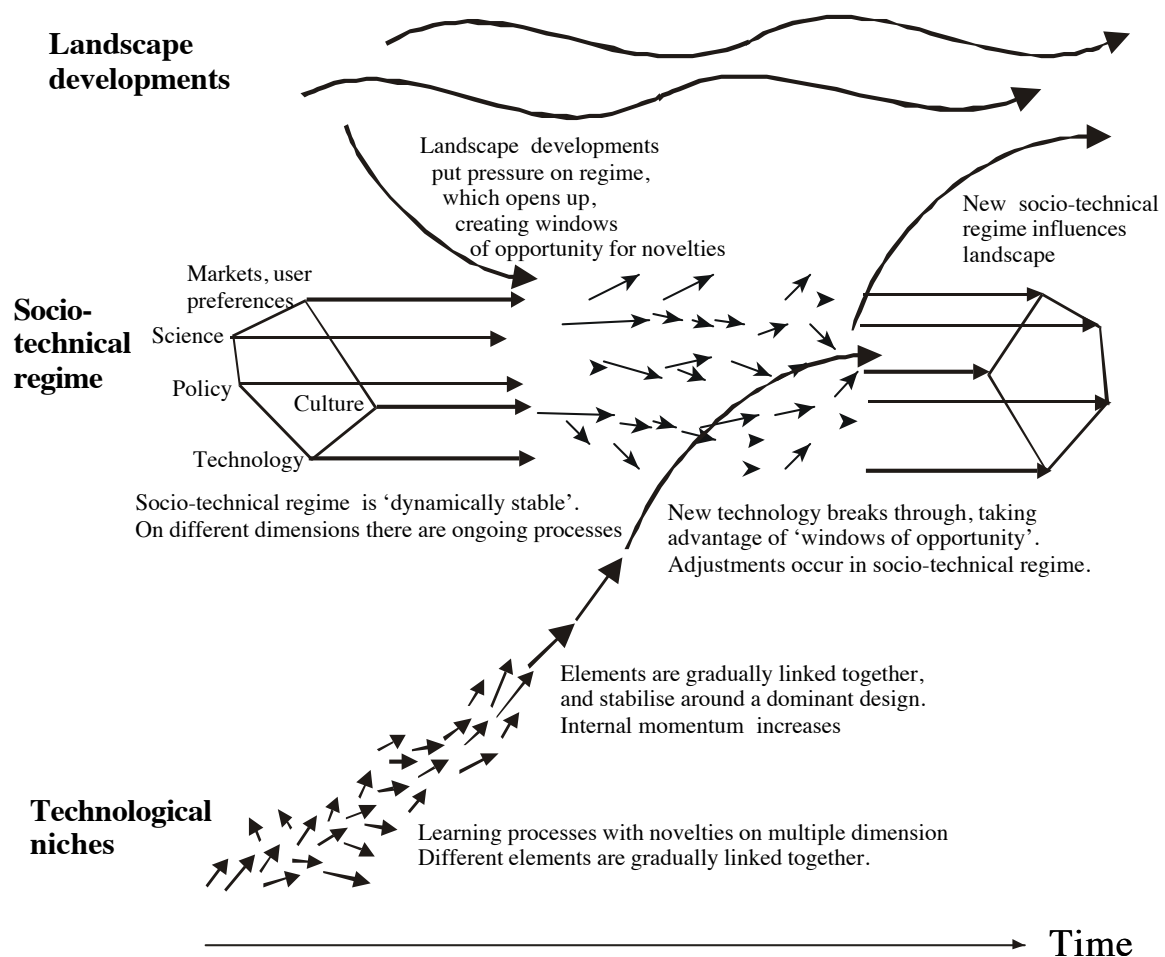 Landscape
developments
Landscape developments
put pressure on regime,
which opens up,
creating windows
of opportunity for novelties
New socio-technical
regime influences
landscape
Socio-
technical
regime
Markets, user
preferences
Science
Policy
Culture
Technology
Socio-technical regime is ‘dynamically stable’.
On different dimensions there are ongoing processes
New technology breaks through, taking
advantage of ‘windows of opportunity’.
Adjustments occur in socio-technical regime.
Elements are gradually linked together,
and stabilise around a dominant design.
Internal momentum increases
Technological
niches
Learning processes with novelties on multiple dimension
Different elements are gradually linked together.
Time